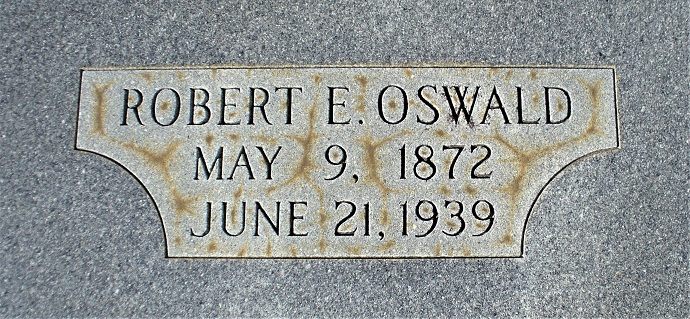 ROBERT E. OSWALD
MAY 9, 1872
JUNE 21, 1939